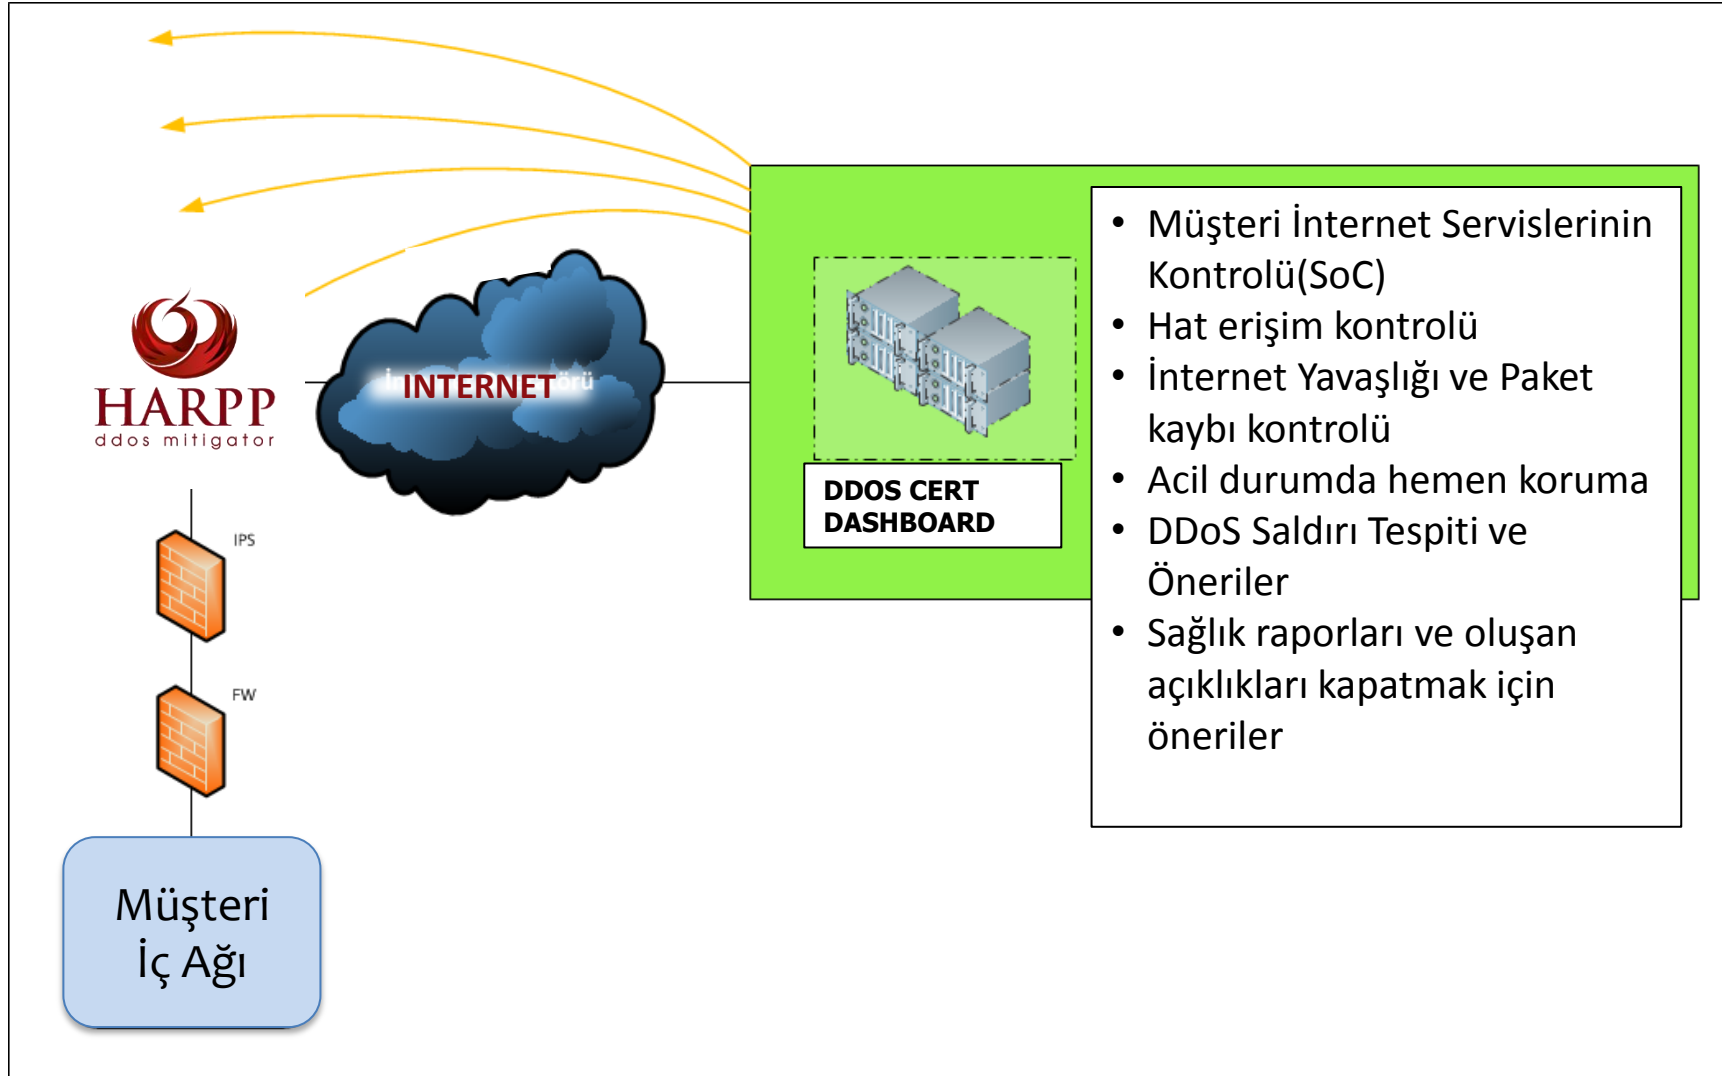 HARPP
ddos mitigator
INTERNET
IPS
FW
Müşteri
İç Ağı
DDOS CERT
DASHBOARD
• Müşteri İnternet Servislerinin
Kontrolü(SoC)
• Hat erişim kontrolü
• İnternet Yavaşlığı ve Paket
kaybı kontrolü
• Acil durumda hemen koruma
• DDoS Saldırı Tespiti ve
Öneriler
• Sağlık raporları ve oluşan
açıklıkları kapatmak için
öneriler